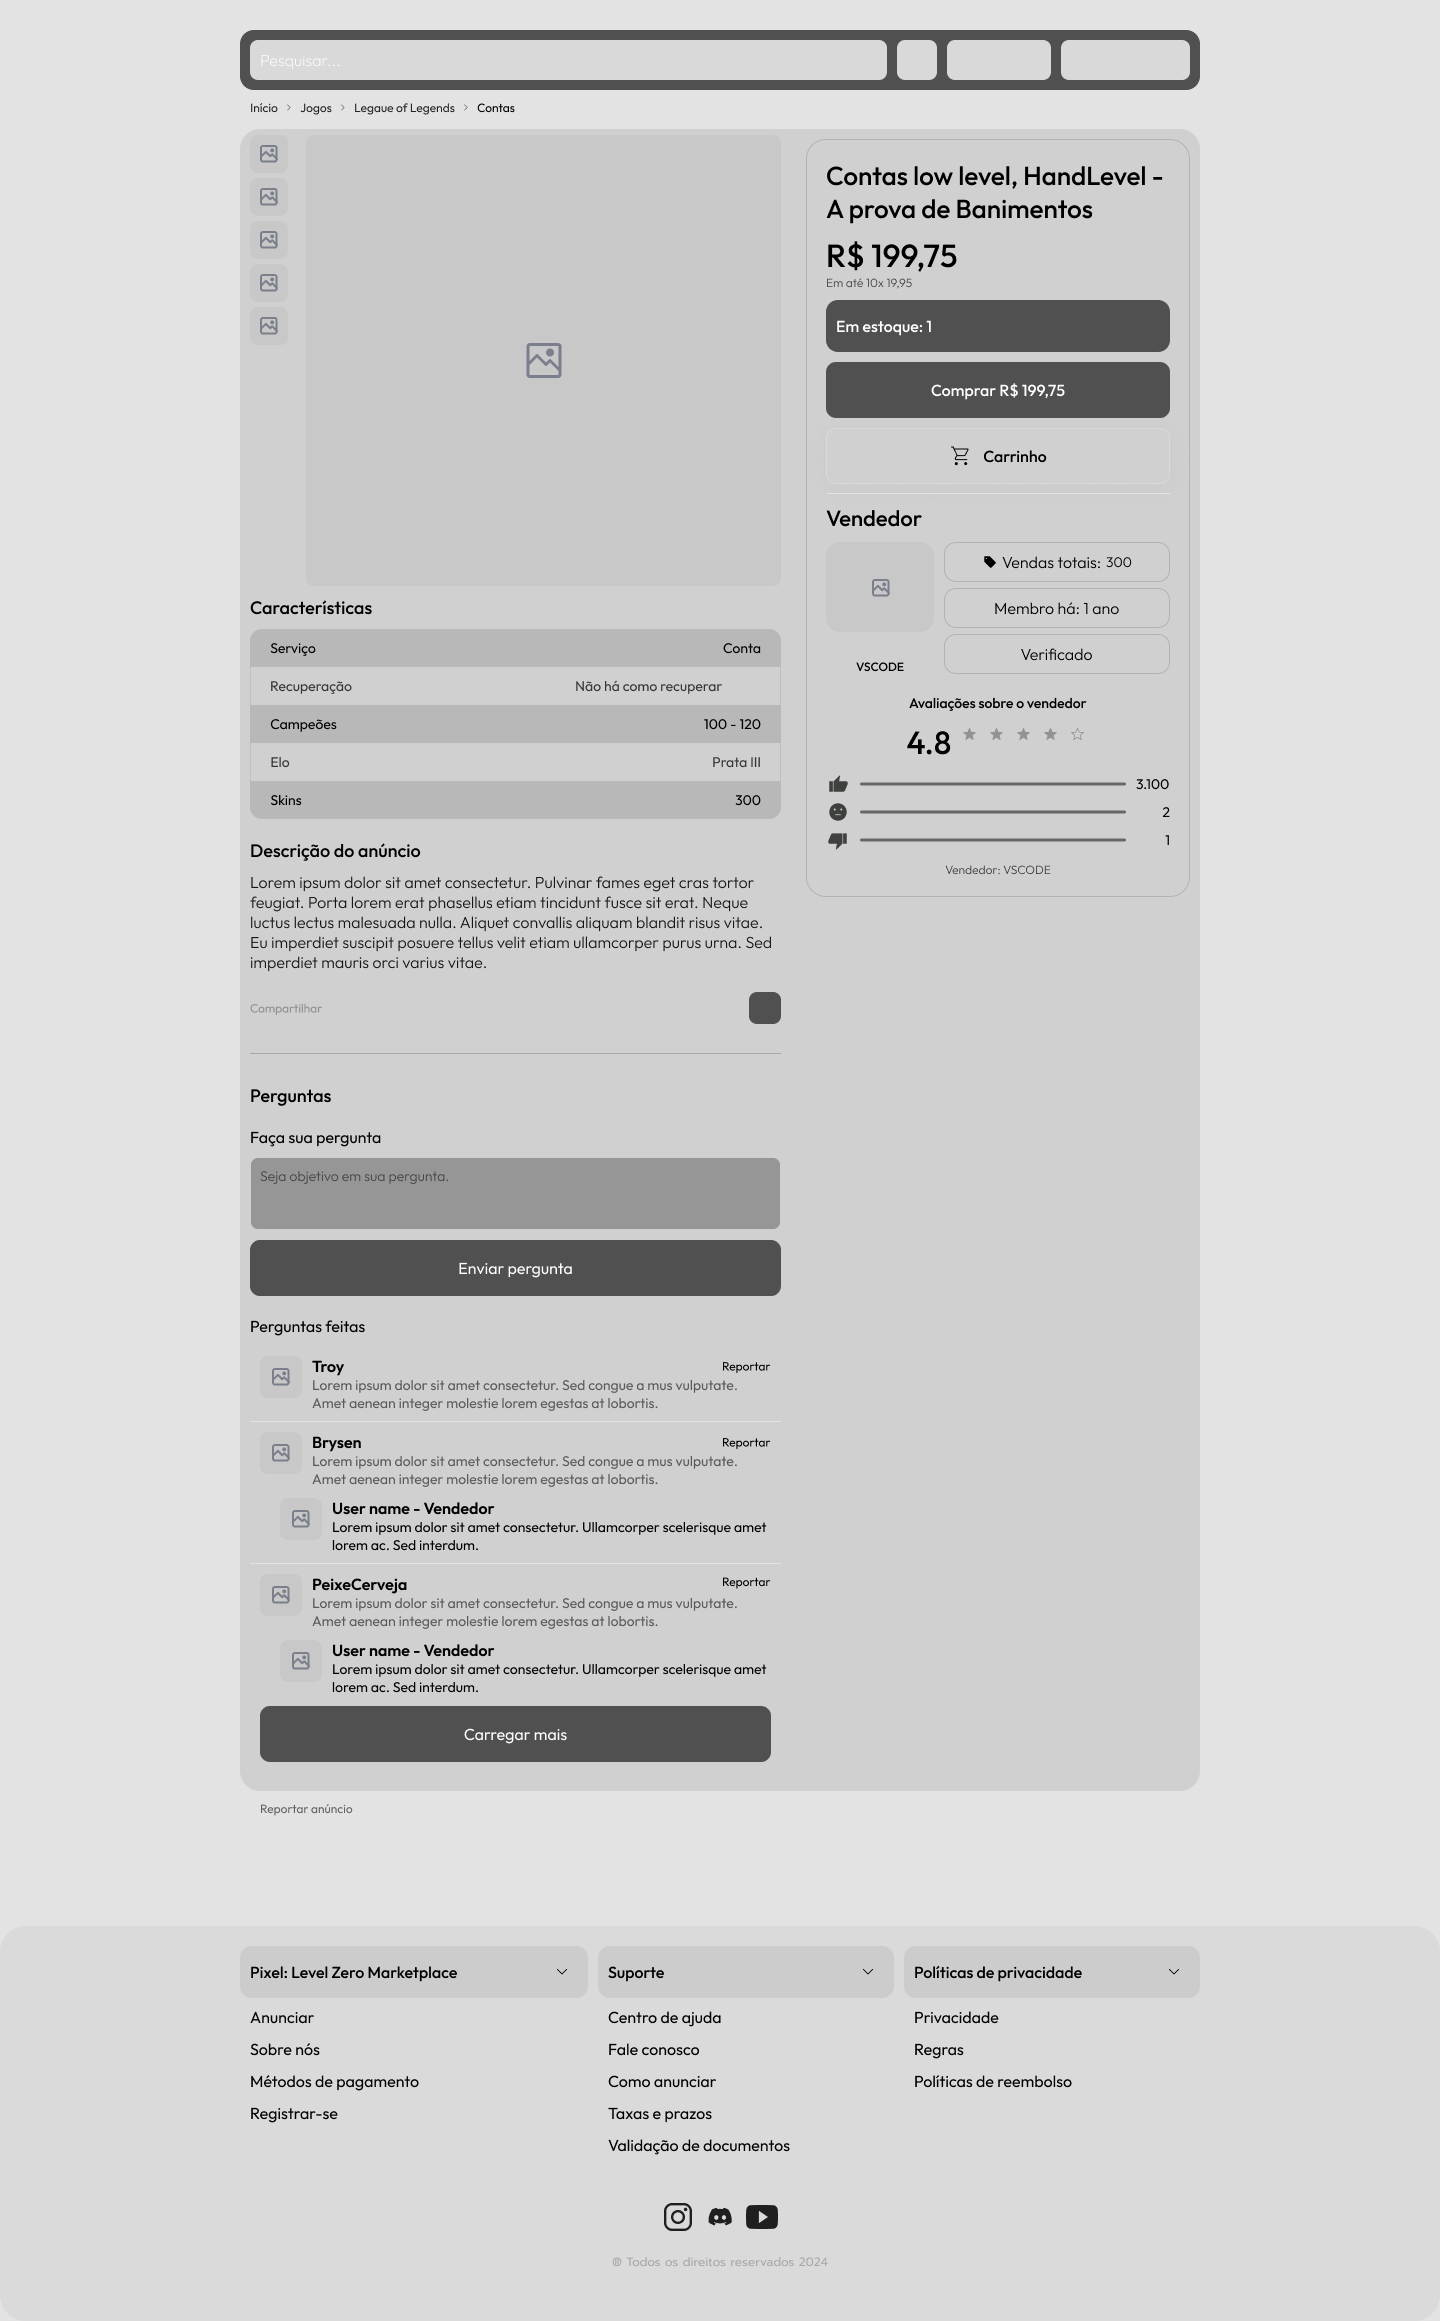 Pesquisar...
Início > Jogos > Legaue of Legends > Contas
Contas low level, HandLevel -
A prova de Banimentos
R$ 199,75
Em até 10x 19,95
Em estoque: 1
Comprar R$ 199,75
Carrinho
Vendedor
VSCODE
Vendas totais: 300
Membro há: 1 ano
Verificado
Avaliações sobre o vendedor
4.8
3.100
2
1
Vendedor: VSCODE
Características
Serviço Conta
Recuperação Não há como recuperar
Campeões 100 - 120
Elo Prata III
Skins 300
Descrição do anúncio
Lorem ipsum dolor sit amet consectetur. Pulvinar fames eget cras tortor
feugiat. Porta lorem erat phasellus etiam tincidunt fusce sit erat. Neque
luctus lectus malesuada nulla. Aliquet convallis aliquam blandit risus vitae.
Eu imperdiet suscipit posuere tellus velit etiam ullamcorper purus urna. Sed
imperdiet mauris orci varius vitae.
Compartilhar
Perguntas
Faça sua pergunta
Seja objetivo em sua pergunta.
Enviar pergunta
Perguntas feitas
Troy Reportar
Lorem ipsum dolor sit amet consectetur. Sed congue a mus vulputate.
Amet aenean integer molestie lorem egestas at lobortis.
Brysen Reportar
Lorem ipsum dolor sit amet consectetur. Sed congue a mus vulputate.
Amet aenean integer molestie lorem egestas at lobortis.
User name - Vendedor
Lorem ipsum dolor sit amet consectetur. Ullamcorper scelerisque amet
lorem ac. Sed interdum.
PeixeCerveja Reportar
Lorem ipsum dolor sit amet consectetur. Sed congue a mus vulputate.
Amet aenean integer molestie lorem egestas at lobortis.
User name - Vendedor
Lorem ipsum dolor sit amet consectetur. Ullamcorper scelerisque amet
lorem ac. Sed interdum.
Carregar mais
Reportar anúncio
Pixel: Level Zero Marketplace
Anunciar
Sobre nós
Métodos de pagamento
Registrar-se
Suporte
Centro de ajuda
Fale conosco
Como anunciar
Taxas e prazos
Validação de documentos
Políticas de privacidade
Privacidade
Regras
Políticas de reembolso
® Todos os direitos reservados 2024